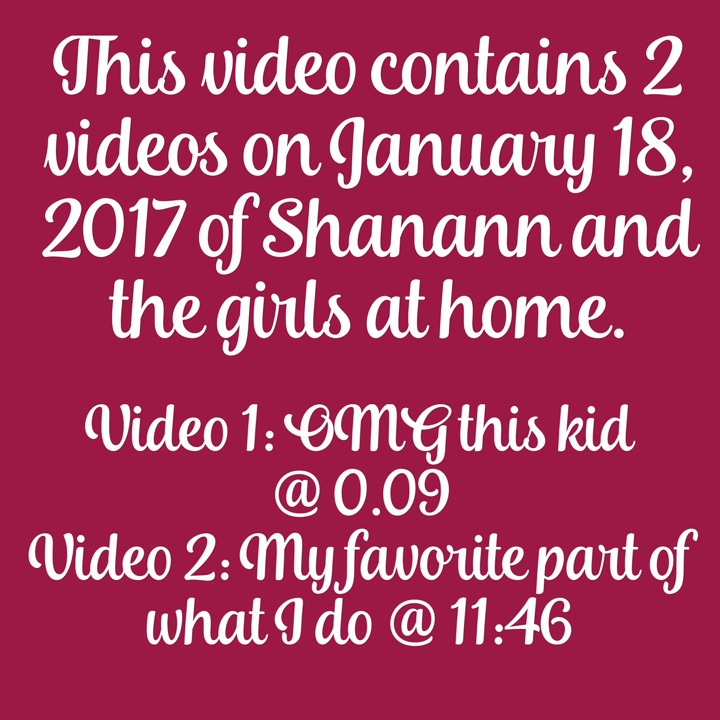 This video contains 2
videos on January 18,
2017 of Shanann and
the girls at home.
Video 1: OMG this kid
@ 0.09
Video 2: My favorite part of
what I do @ 11:46